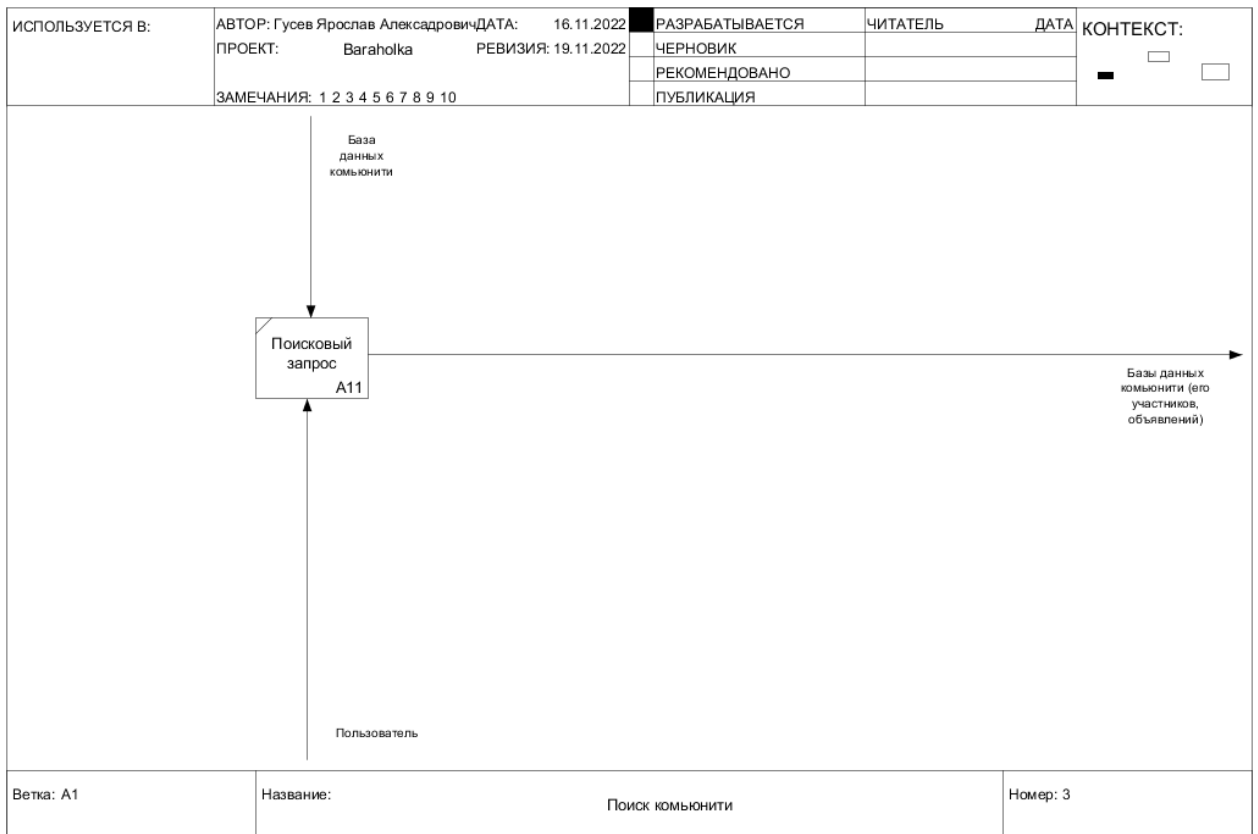 ИСПОЛЬЗУЕТСЯ В:
АВТОР: Гусев Ярослав Алексадрович ДАТА: 16.11.2022
ПРОЕКТ: Baraholka РЕВИЗИЯ: 19.11.2022
ЗАМЕЧАНИЯ: 1 2 3 4 5 6 7 8 9 10
РАЗРАБАТЫВАЕТСЯ
ЧЕРНОВИК
РЕКОМЕНДОВАНО
ПУБЛИКАЦИЯ
ЧИТАТЕЛЬ ДАТА
КОНТЕКСТ:
База
данных
комьюнити
Поисковый
запрос
A11
Базы данных
комьюнити (его
участников,
объявлений)
Пользователь
Ветка: A1
Название:
Поиск комьюнити
Номер: 3